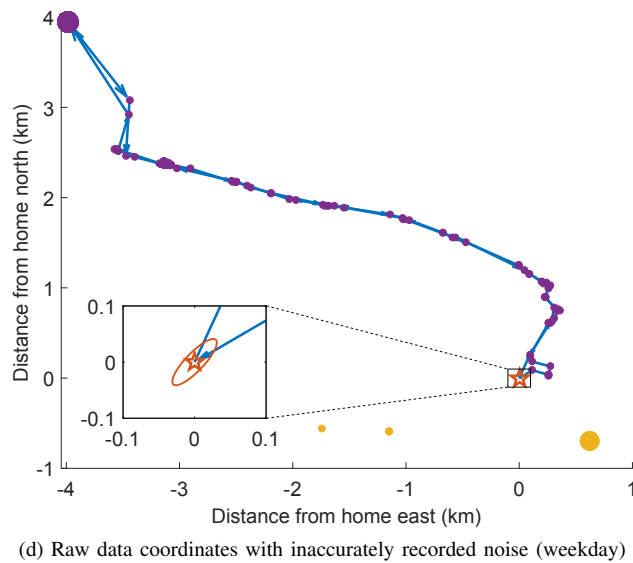 4
3
2
1
0
-1
Distance from home north (km)
0.1
0
-0.1
-0.1 0 0.1
-4 -3 -2 -1 0 1
Distance from home east (km)
(d) Raw data coordinates with inaccurately recorded noise (weekday)